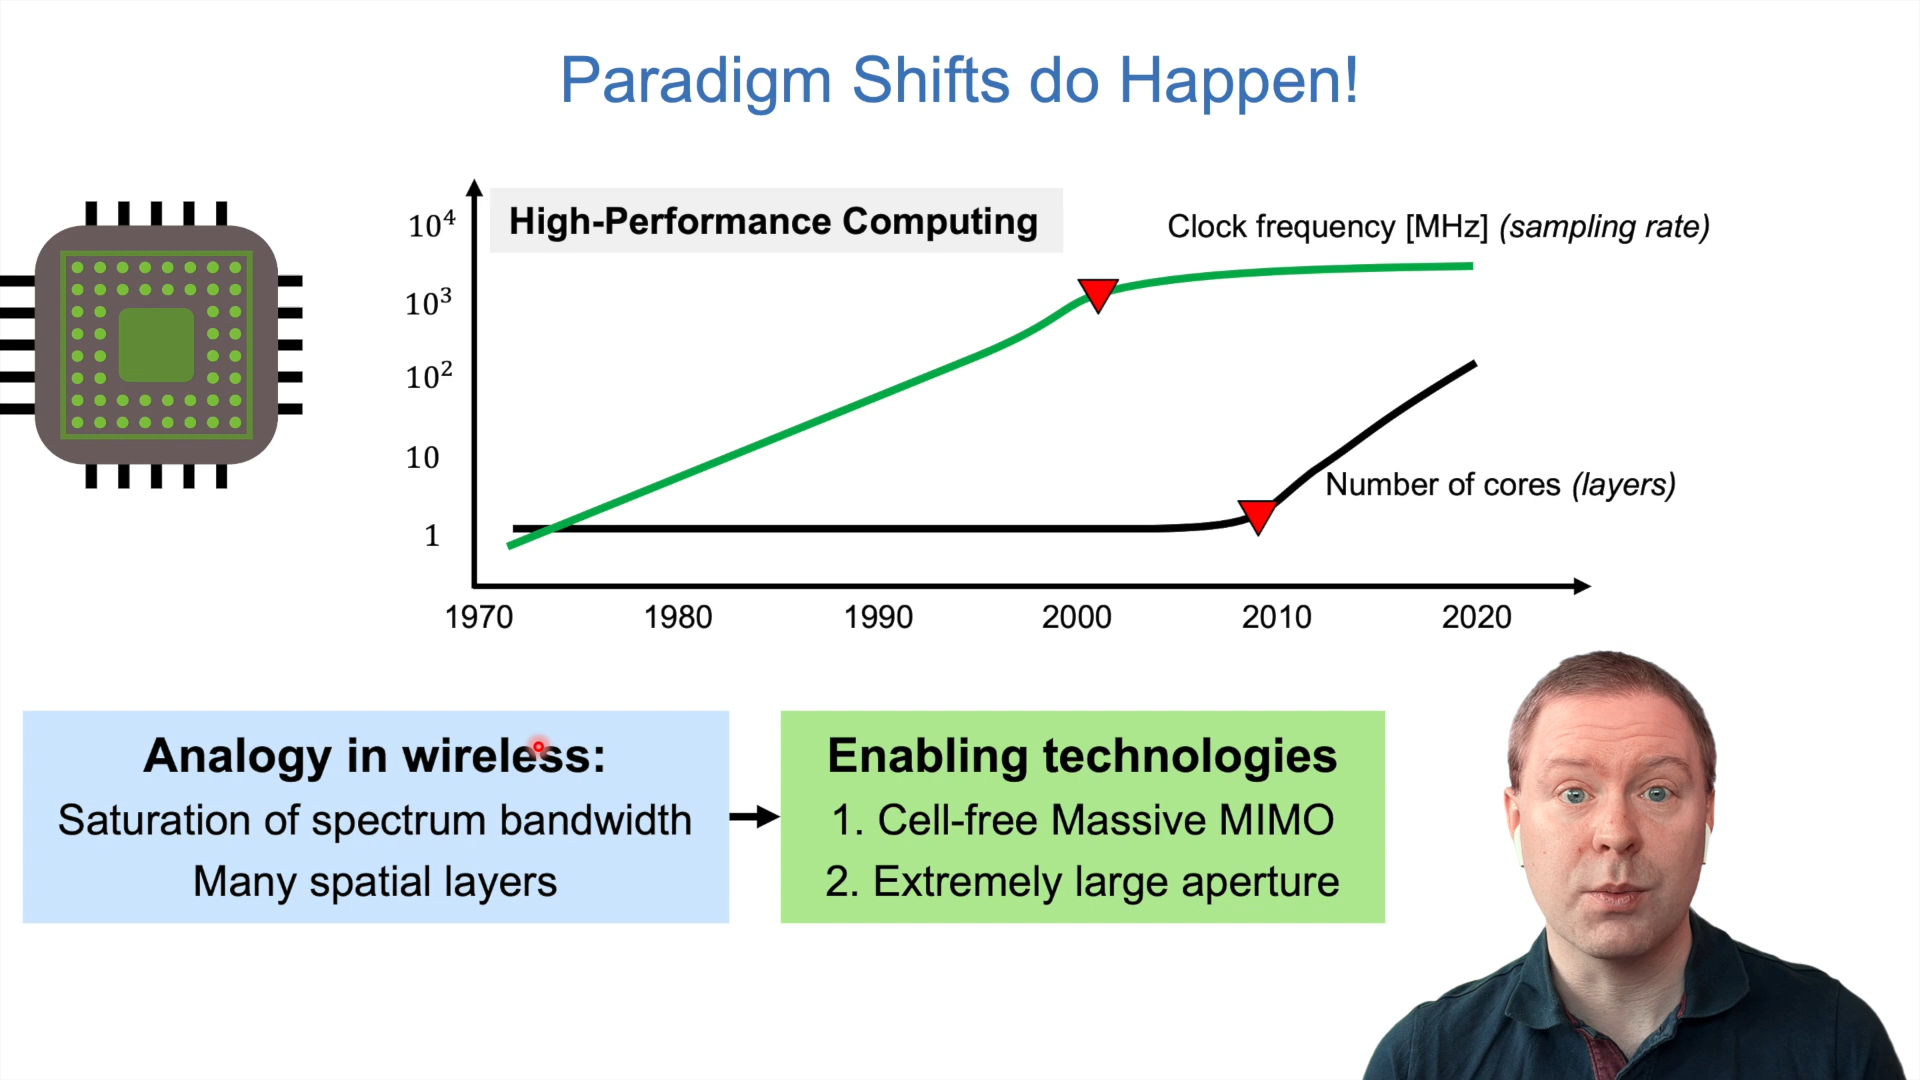 Paradigm Shifts do Happen!
High-Performance Computing
Clock frequency [MHz] (sampling rate)
10⁴
10³
10²
10
1
Number of cores (layers)
1970 1980 1990 2000 2010 2020
Analogy in wireless:
Saturation of spectrum bandwidth
Many spatial layers
Enabling technologies
1. Cell-free Massive MIMO
2. Extremely large aperture